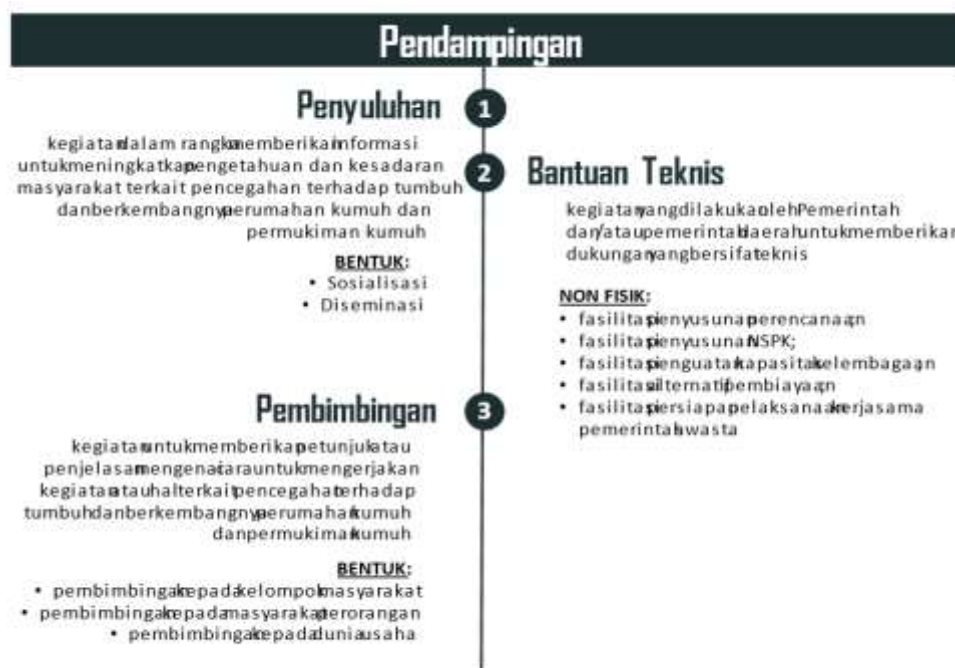 Pendampingan
Penyuluhan 1
kegiatan dalam rangka memberikan informasi
untuk meningkatkan pengetahuan dan kesadaran
masyarakat terkait pencegahan terhadap tumbuh
dan berkembangnya perumahan kumuh dan
permukiman kumuh
BENTUK:
• Sosialisasi
• Diseminasi
2 Bantuan Teknis
kegiatan yang dilakukan oleh Pemerintah
dan/atau pemerintah daerah untuk memberikan
dukungan yang bersifat teknis
NON FISIK:
• fasilitasi penyusunan perencanaan;
• fasilitasi penyusunan NSPK;
• fasilitasi penguatan kapasitas kelembagaan;
• fasilitasi alternatif pembiayaan;
• fasilitasi persiapan pelaksanaan kerjasama
pemerintah swasta
Pembimbingan 3
kegiatan untuk memberikan petunjuk atau
penjelasan mengenai cara untuk mengerjakan
kegiatan atau hal terkait pencegahan terhadap
tumbuh dan berkembangnya perumahan kumuh
dan permukiman kumuh
BENTUK:
• pembimbingan kepada kelompok masyarakat
• pembimbingan kepada masyarakat perorangan
• pembimbingan kepada dunia usaha